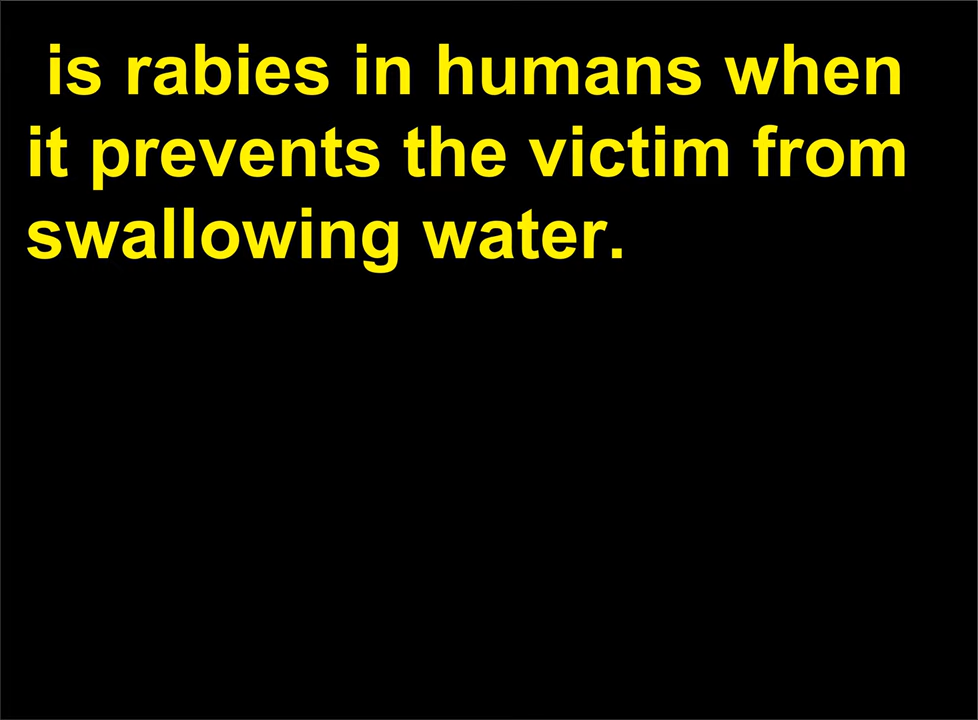 is rabies in humans when
it prevents the victim from
swallowing water.